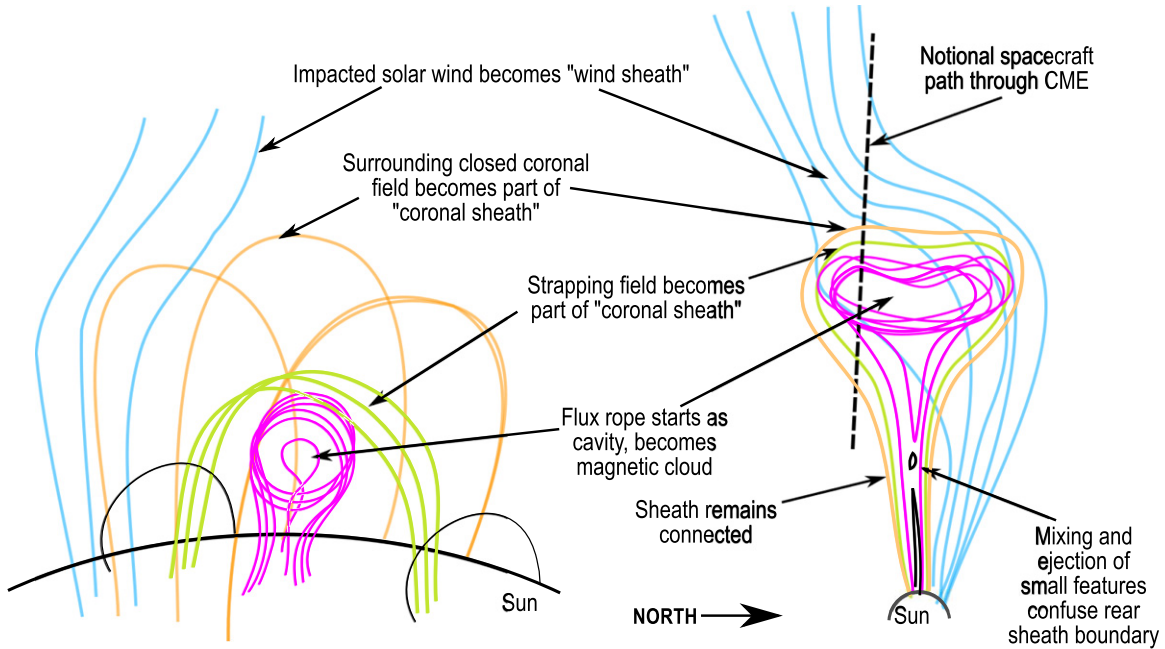 Impacted solar wind becomes "wind sheath"
Notional spacecraft
path through CME
Surrounding closed coronal
field becomes part of
"coronal sheath"
Strapping field becomes
part of "coronal sheath"
Flux rope starts as
cavity, becomes
magnetic cloud
Sheath remains
connected
Mixing and
ejection of
small features
confuse rear
sheath boundary
Sun
NORTH
Sun